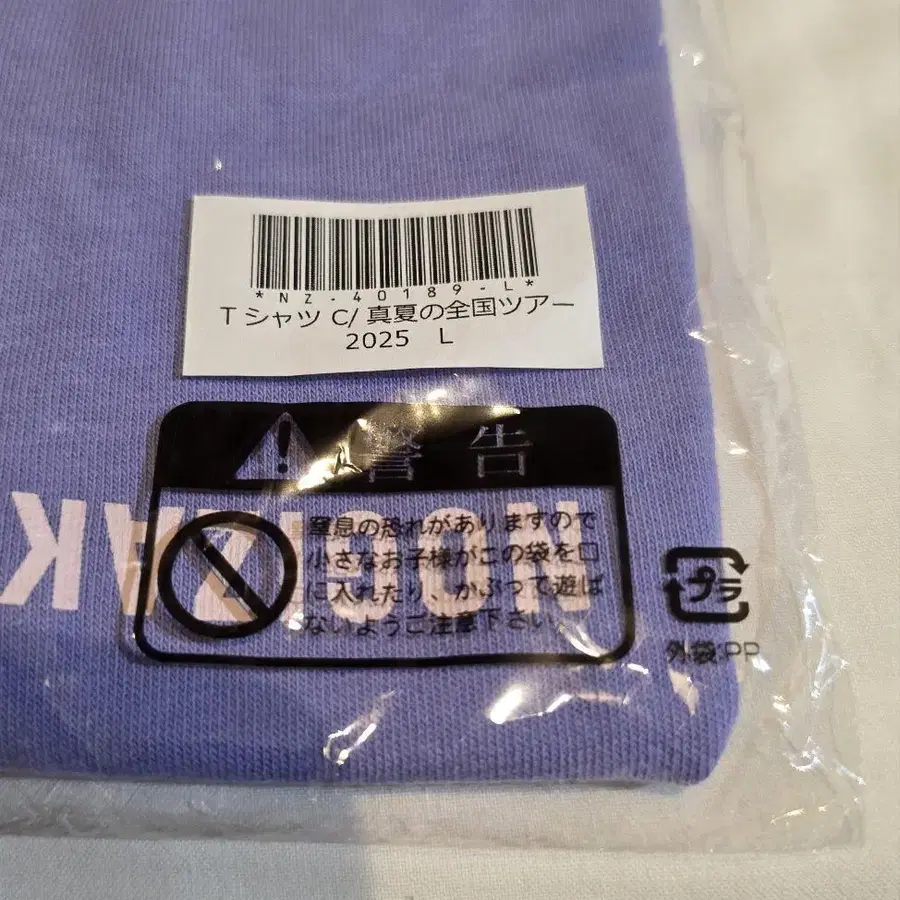 *NZ-40189-L*
Tシャツ C/ 真夏の全国ツアー
2025 L
警告
窒息の恐れがありますので
小さなお子様がこの袋を口
に入れたり、かぶって遊ば
ないようご注意下さい。
NOGIZAK
プラ
外袋:PP